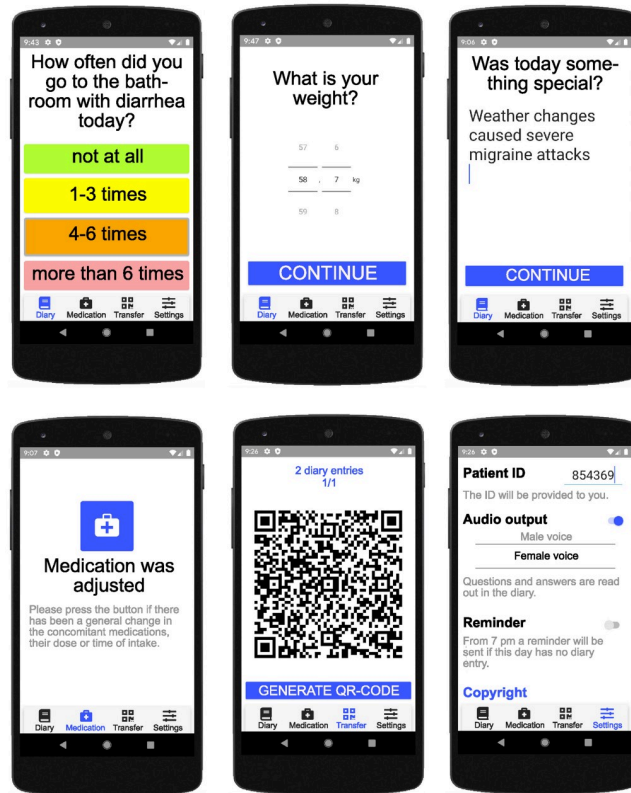 9:43
How often did you
go to the bath-
room with diarrhea
today?
not at all
1-3 times
4-6 times
more than 6 times
Diary Medication Transfer Settings
9:47
What is your
weight?
57 6
58 . 7 kg
59 8
CONTINUE
Diary Medication Transfer Settings
9:06
Was today some-
thing special?
Weather changes
caused severe
migraine attacks
CONTINUE
Diary Medication Transfer Settings
9:07
Medication was
adjusted
Please press the button if there
has been a general change in
the concomitant medications,
their dose or time of intake.
Diary Medication Transfer Settings
9:26
2 diary entries
1/1
GENERATE QR-CODE
Diary Medication Transfer Settings
9:26
Patient ID 854369
The ID will be provided to you.
Audio output
Male voice
Female voice
Questions and answers are read
out in the diary.
Reminder
From 7 pm a reminder will be
sent if this day has no diary
entry.
Copyright
Diary Medication Transfer Settings